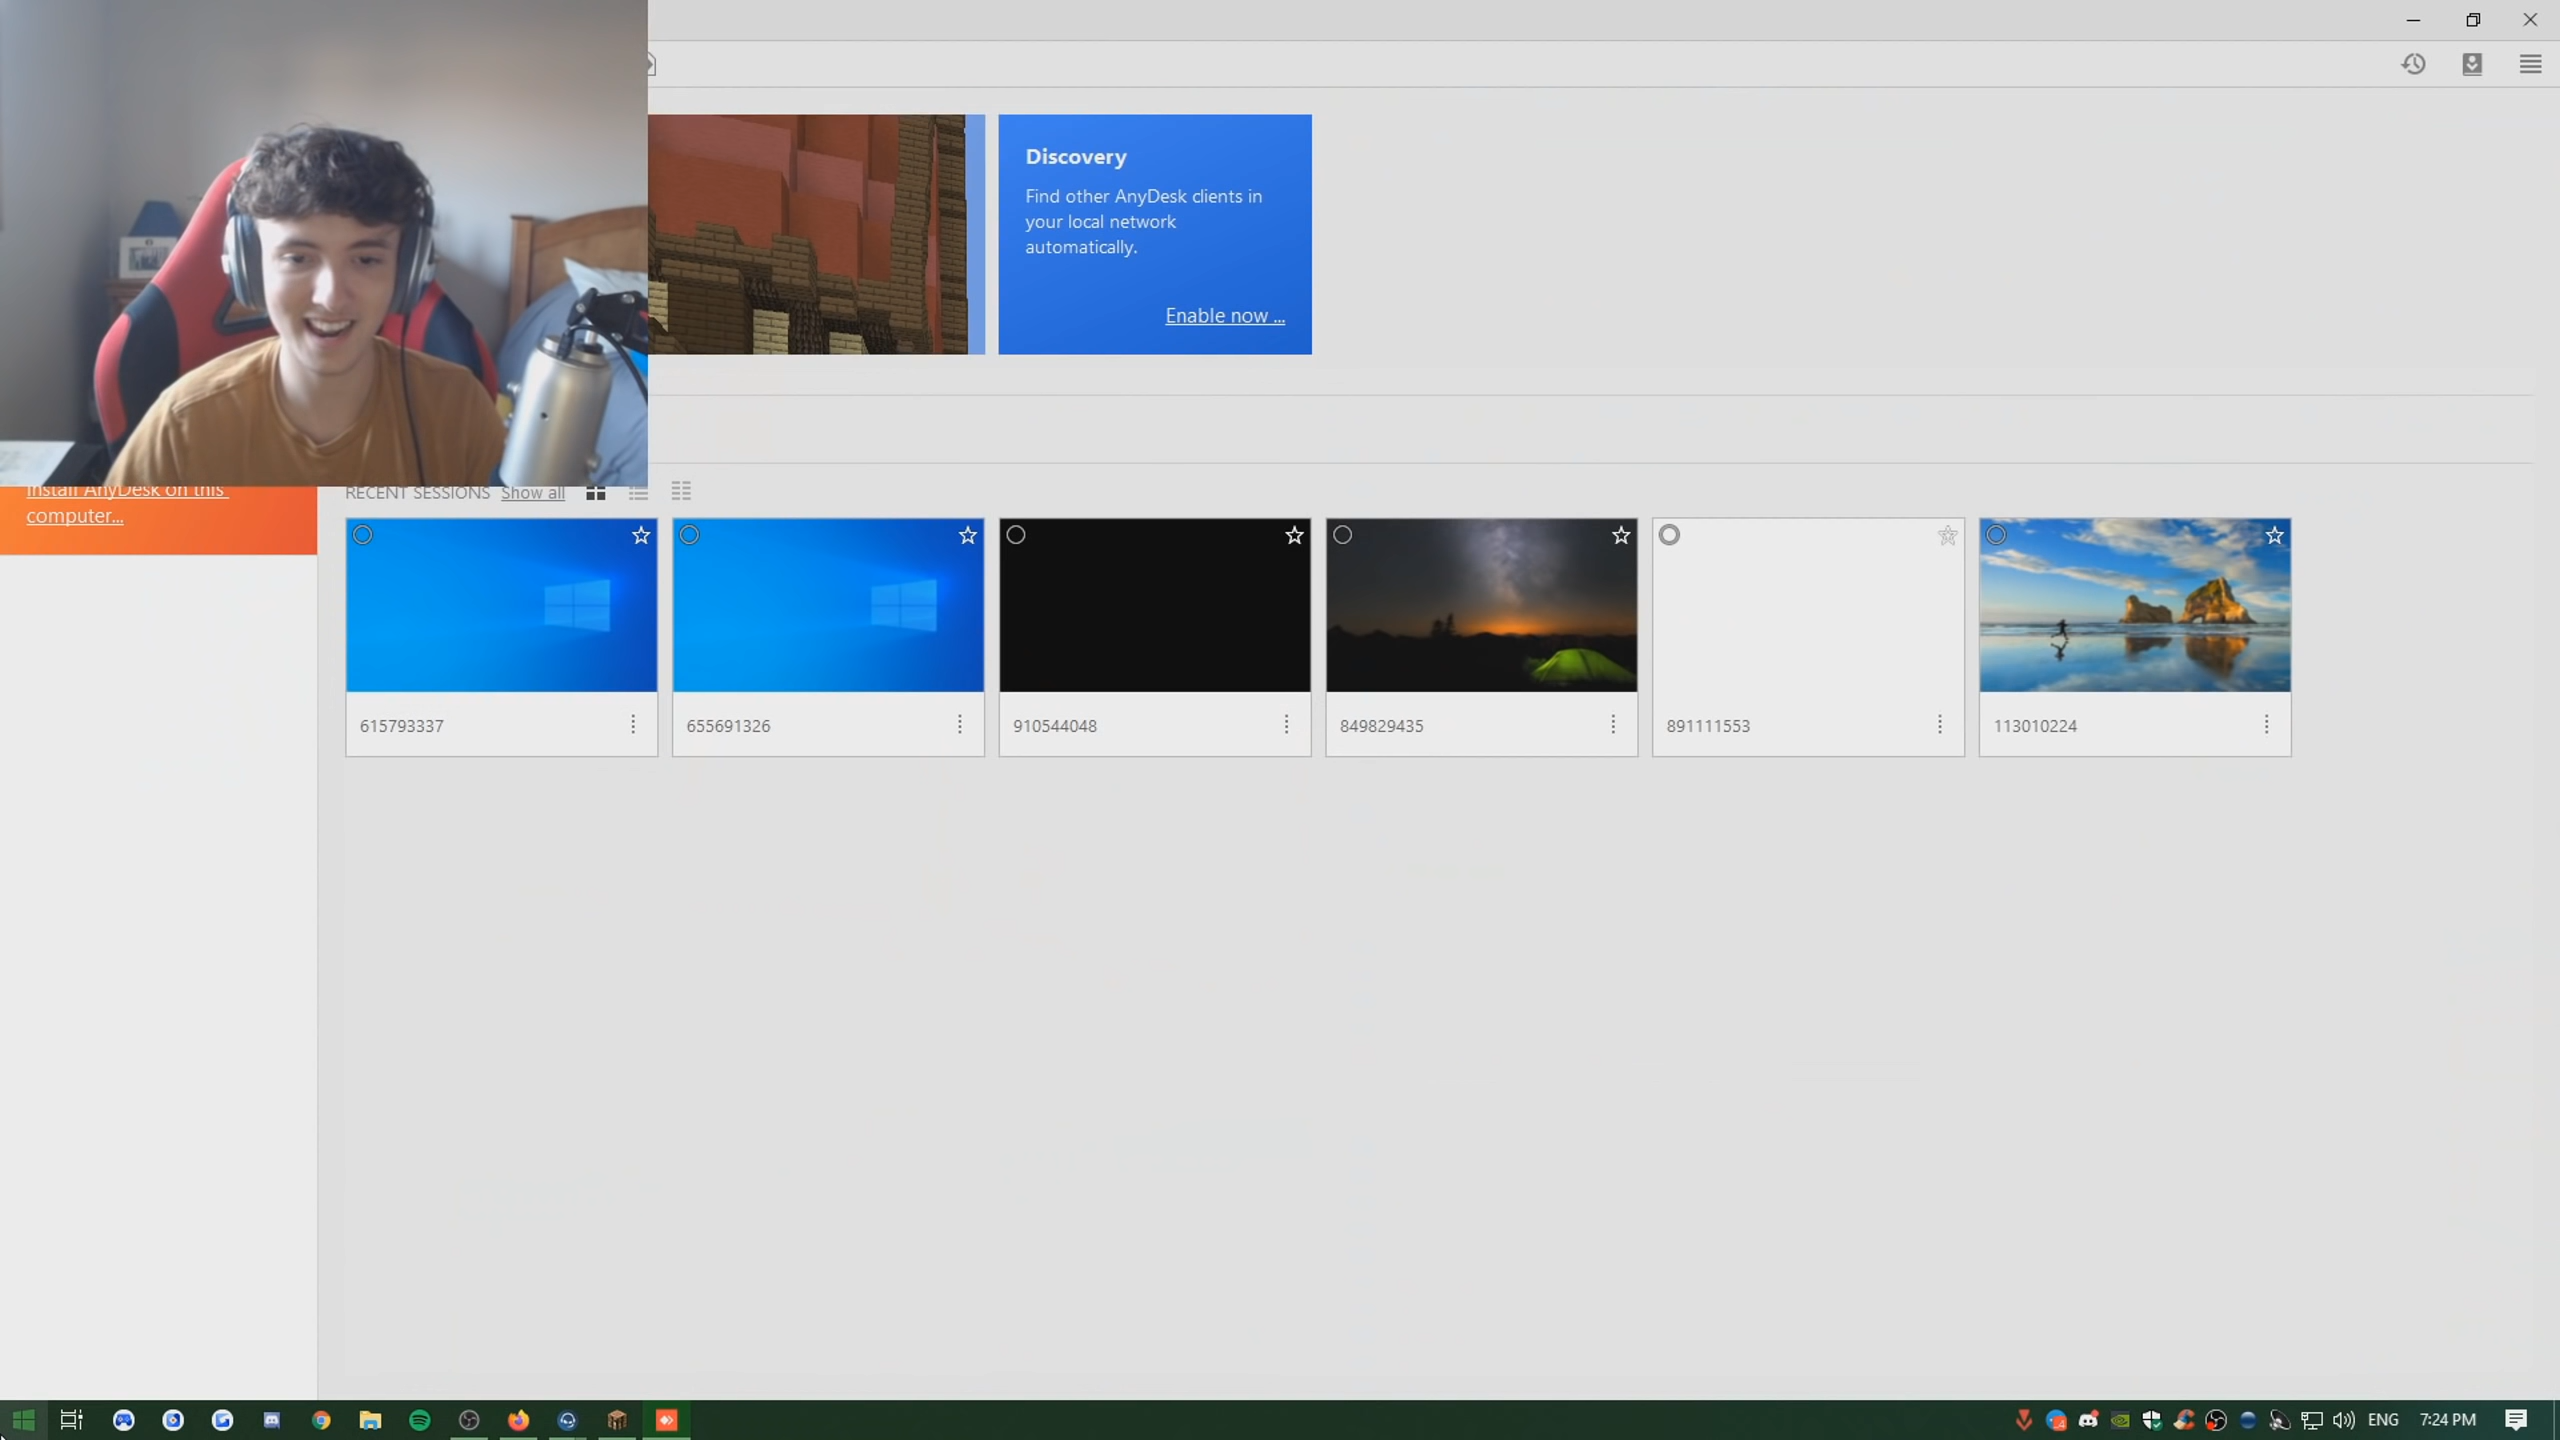 Discovery
Find other AnyDesk clients in
your local network
automatically.
Enable now ...
Install AnyDesk on this
computer...
RECENT SESSIONS Show all
615793337
655691326
910544048
849829435
891111553
113010224
ENG
7:24 PM